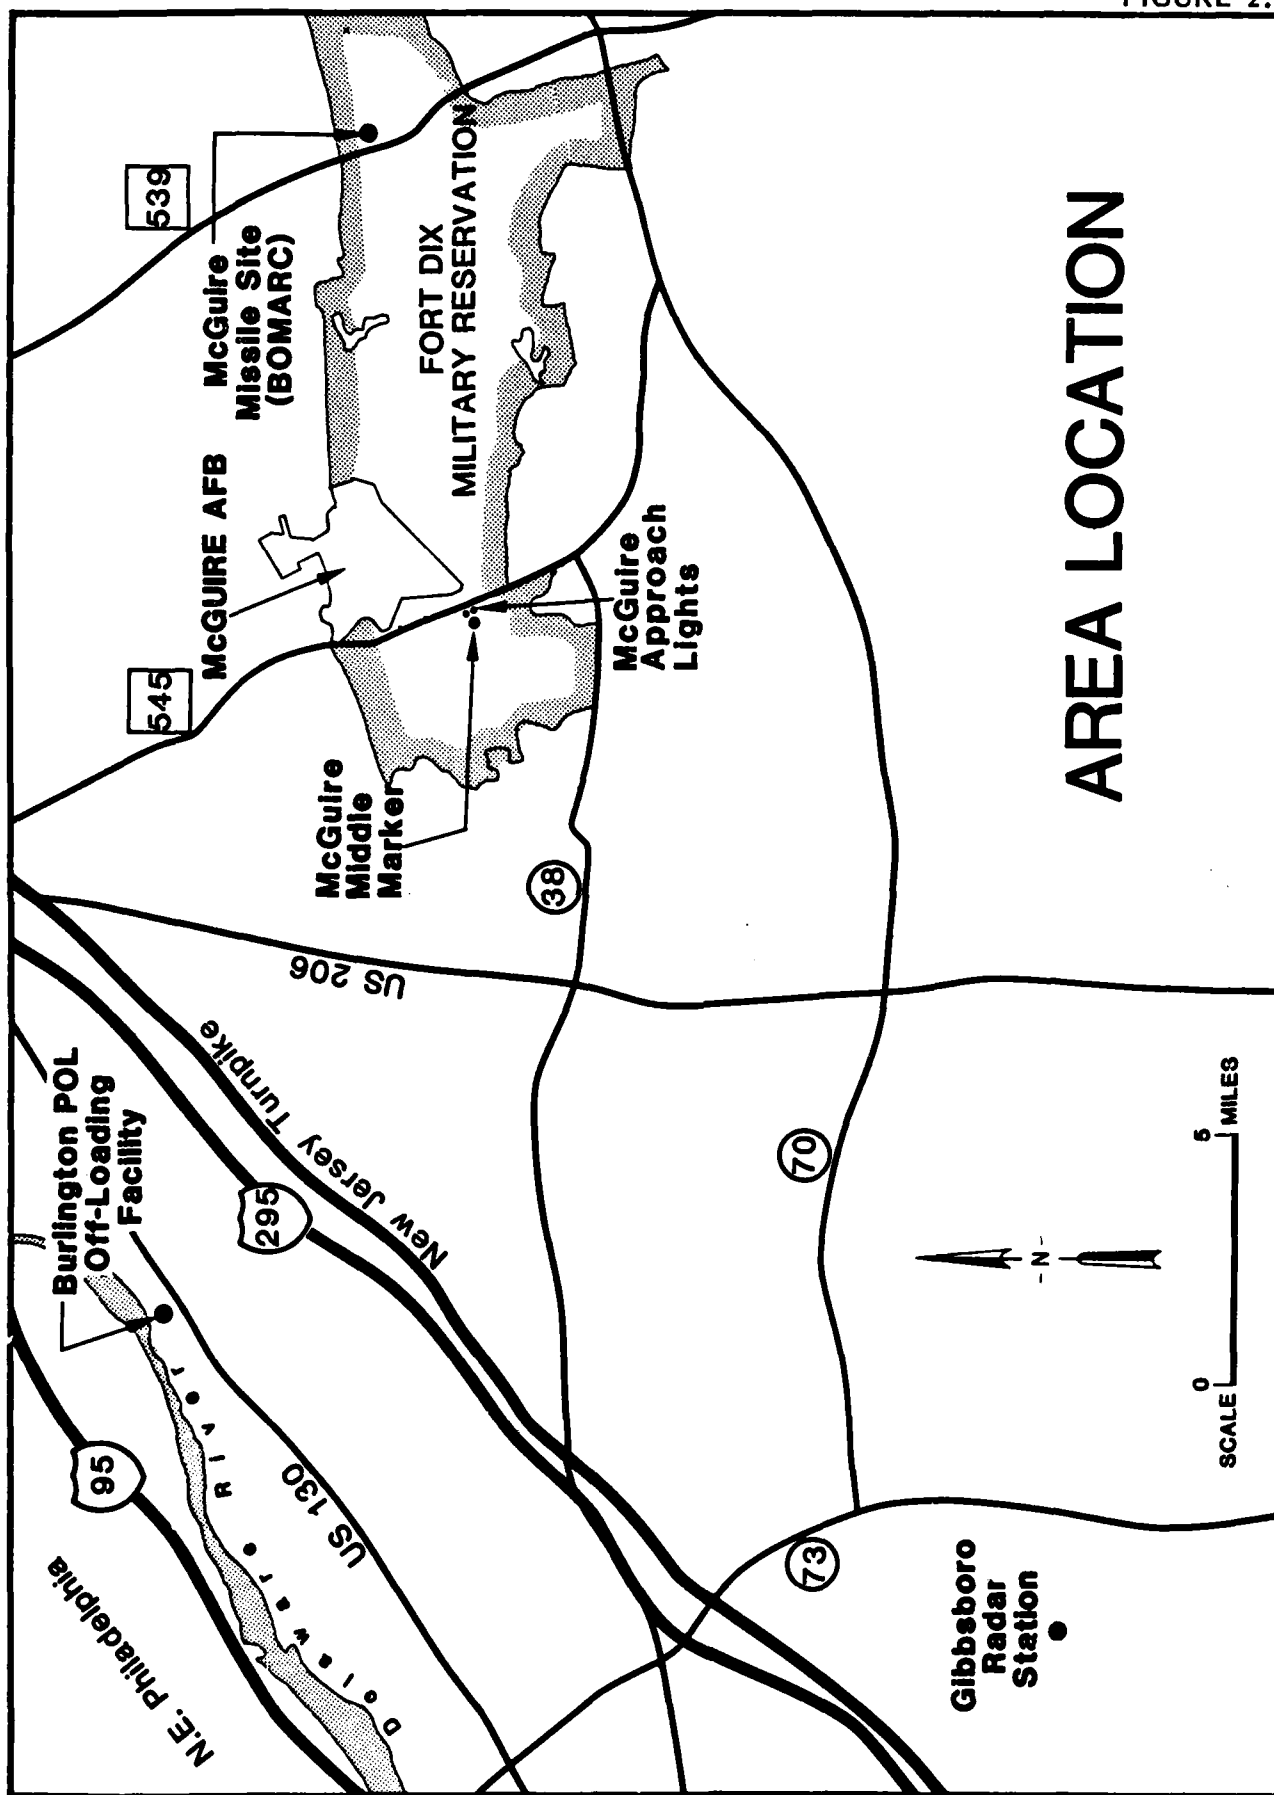 FIGURE 2.
N.E. Philadelphia
95
Delaware River
US 130
Burlington POL
Off-Loading
Facility
295
New Jersey Turnpike
US 206
545
539
McGUIRE AFB
McGuire
Missile Site
(BOMARC)
FORT DIX
MILITARY RESERVATION
McGuire
Middle
Marker
McGuire
Approach
Lights
38
70
73
Gibbsboro
Radar
Station
-N-
SCALE
0
5
MILES
AREA LOCATION